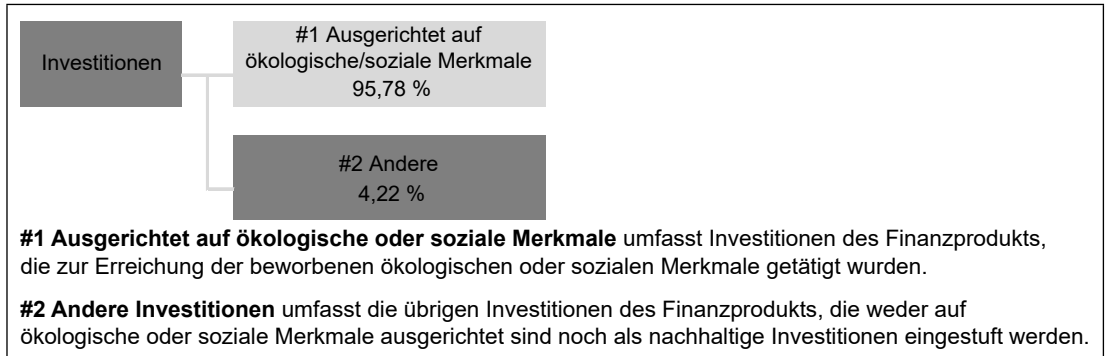 Investitionen
#1 Ausgerichtet auf
ökologische/soziale Merkmale
95,78 %
#2 Andere
4,22 %
#1 Ausgerichtet auf ökologische oder soziale Merkmale umfasst Investitionen des Finanzprodukts,
die zur Erreichung der beworbenen ökologischen oder sozialen Merkmale getätigt wurden.
#2 Andere Investitionen umfasst die übrigen Investitionen des Finanzprodukts, die weder auf
ökologische oder soziale Merkmale ausgerichtet sind noch als nachhaltige Investitionen eingestuft werden.